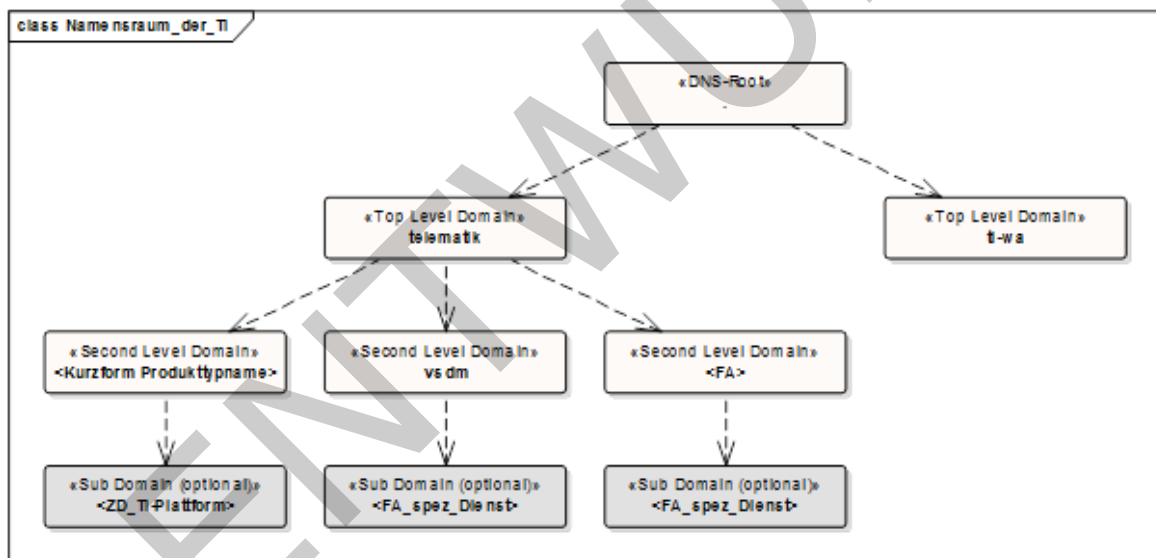 class Namensraum_der_TI
«DNS-Root»
.
«Top Level Domain»
telematik
«Top Level Domain»
ti-wa
«Second Level Domain»
<Kurzform Produkttypname>
«Second Level Domain»
vsdm
«Second Level Domain»
<FA>
«Sub Domain (optional)»
<ZD_TI-Plattform>
«Sub Domain (optional)»
<FA_spez_Dienst>
«Sub Domain (optional)»
<FA_spez_Dienst>
ENTWU